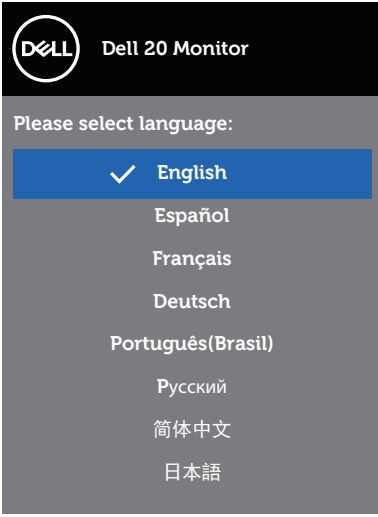 DELL
Dell 20 Monitor
Please select language:
English
Español
Français
Deutsch
Português(Brasil)
Русский
简体中文
日本語